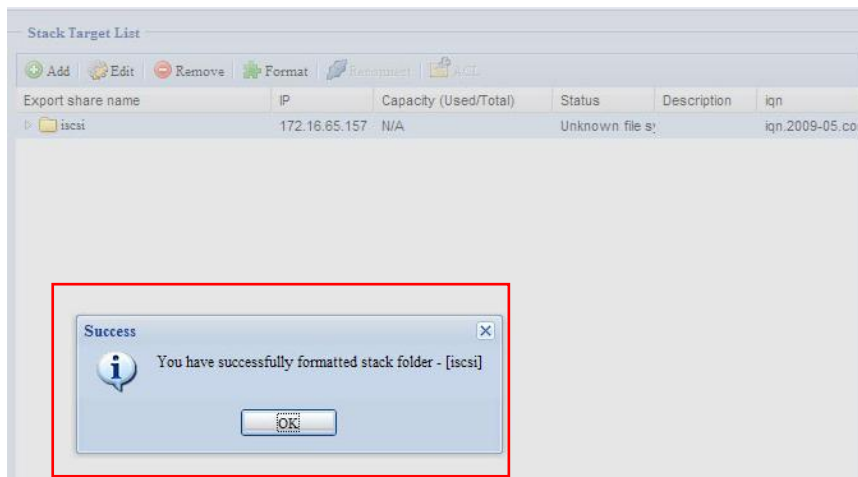 Stack Target List
Add Edit Remove Format Reconnect ACL
Export share name IP Capacity (Used/Total) Status Description iqn
iscsi 172.16.65.157 N/A Unknown file sy iqn.2009-05.co
Success
You have successfully formatted stack folder - [iscsi]
OK